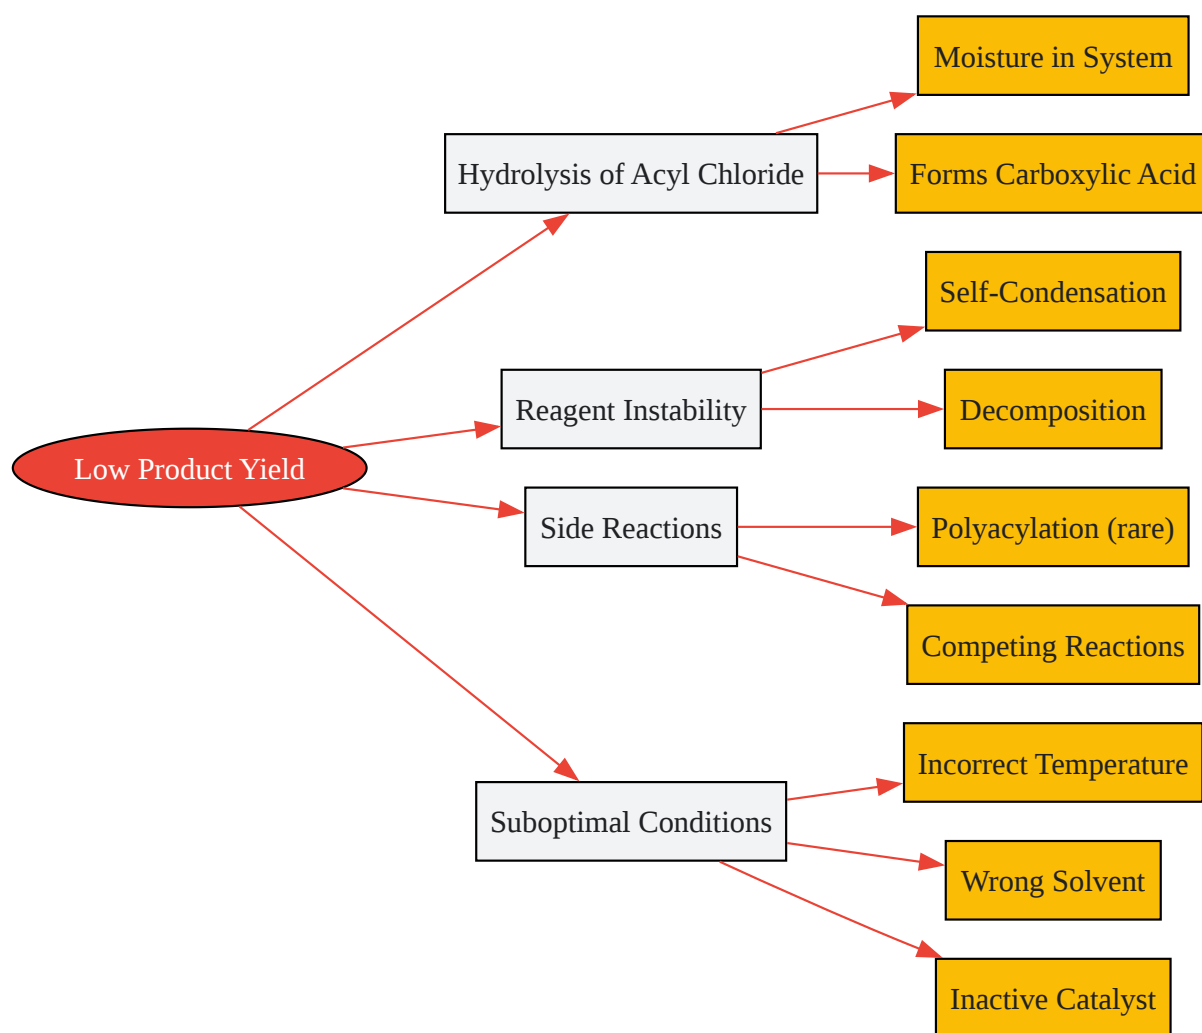 Low Product Yield
Hydrolysis of Acyl Chloride
Moisture in System
Forms Carboxylic Acid
Reagent Instability
Self-Condensation
Decomposition
Side Reactions
Polyacylation (rare)
Competing Reactions
Suboptimal Conditions
Incorrect Temperature
Wrong Solvent
Inactive Catalyst